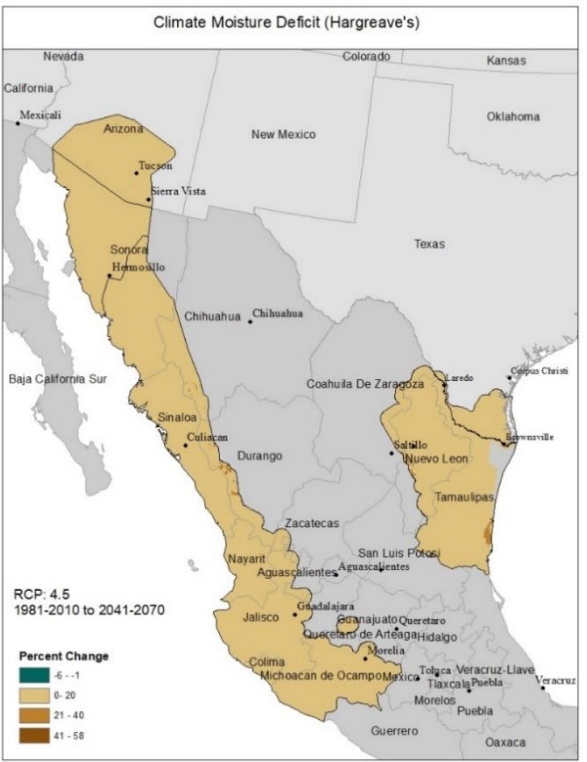 Climate Moisture Deficit (Hargreave's)
Nevada
Colorado
Kansas
California
Mexicali
Arizona
New Mexico
Oklahoma
Tucson
Sierra Vista
Texas
Sonora
Hermosillo
Chihuahua
Chihuahua
Baja California Sur
Coahuila De Zaragoza
Laredo
Corpus Christi
Sinaloa
Culiacan
Durango
Saltillo
Nuevo Leon
Brownsville
Tamaulipas
Zacatecas
San Luis Potosi
Nayarit
Aguascalientes
Aguascalientes
RCP: 4.5
1981-2010 to 2041-2070
Jalisco
Guadalajara
Guanajuato
Queretaro
Queretaro de Arteaga
Hidalgo
Morelia
Colima
Michoacan de Ocampo
Mexico
Toluca
Veracruz-Llave
Tlaxcala
Puebla
Veracruz
Morelos
Puebla
Guerrero
Oaxaca
Percent Change
-6 - -1
0- 20
21 - 40
41 - 58